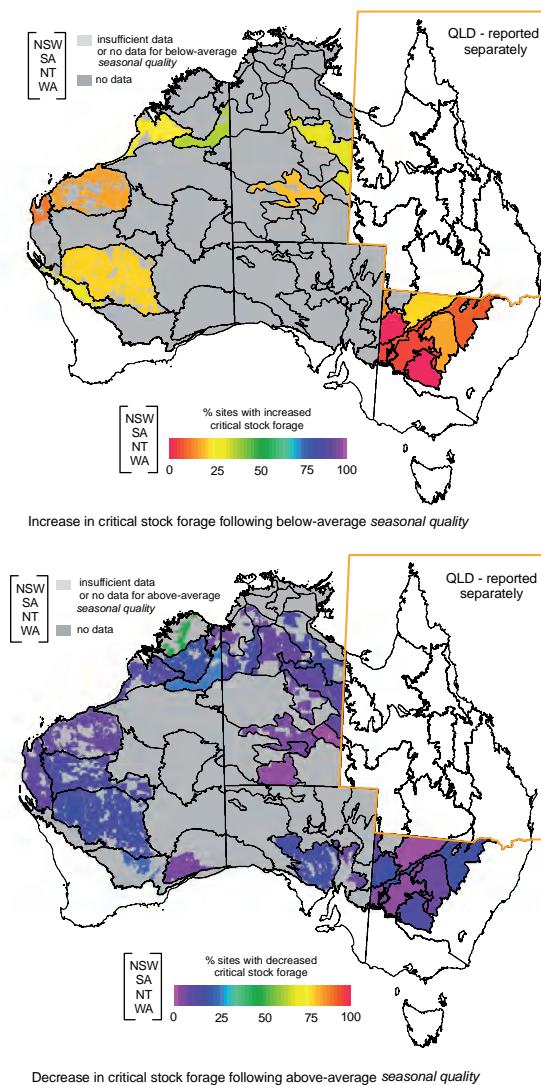 QLD - reported
separately
NSW
SA
NT
WA
insufficient data
or no data for below-average
seasonal quality
no data
NSW
SA
NT
WA
% sites with increased
critical stock forage
0 25 50 75 100
Increase in critical stock forage following below-average seasonal quality
QLD - reported
separately
NSW
SA
NT
WA
insufficient data
or no data for above-average
seasonal quality
no data
NSW
SA
NT
WA
% sites with decreased
critical stock forage
0 25 50 75 100
Decrease in critical stock forage following above-average seasonal quality